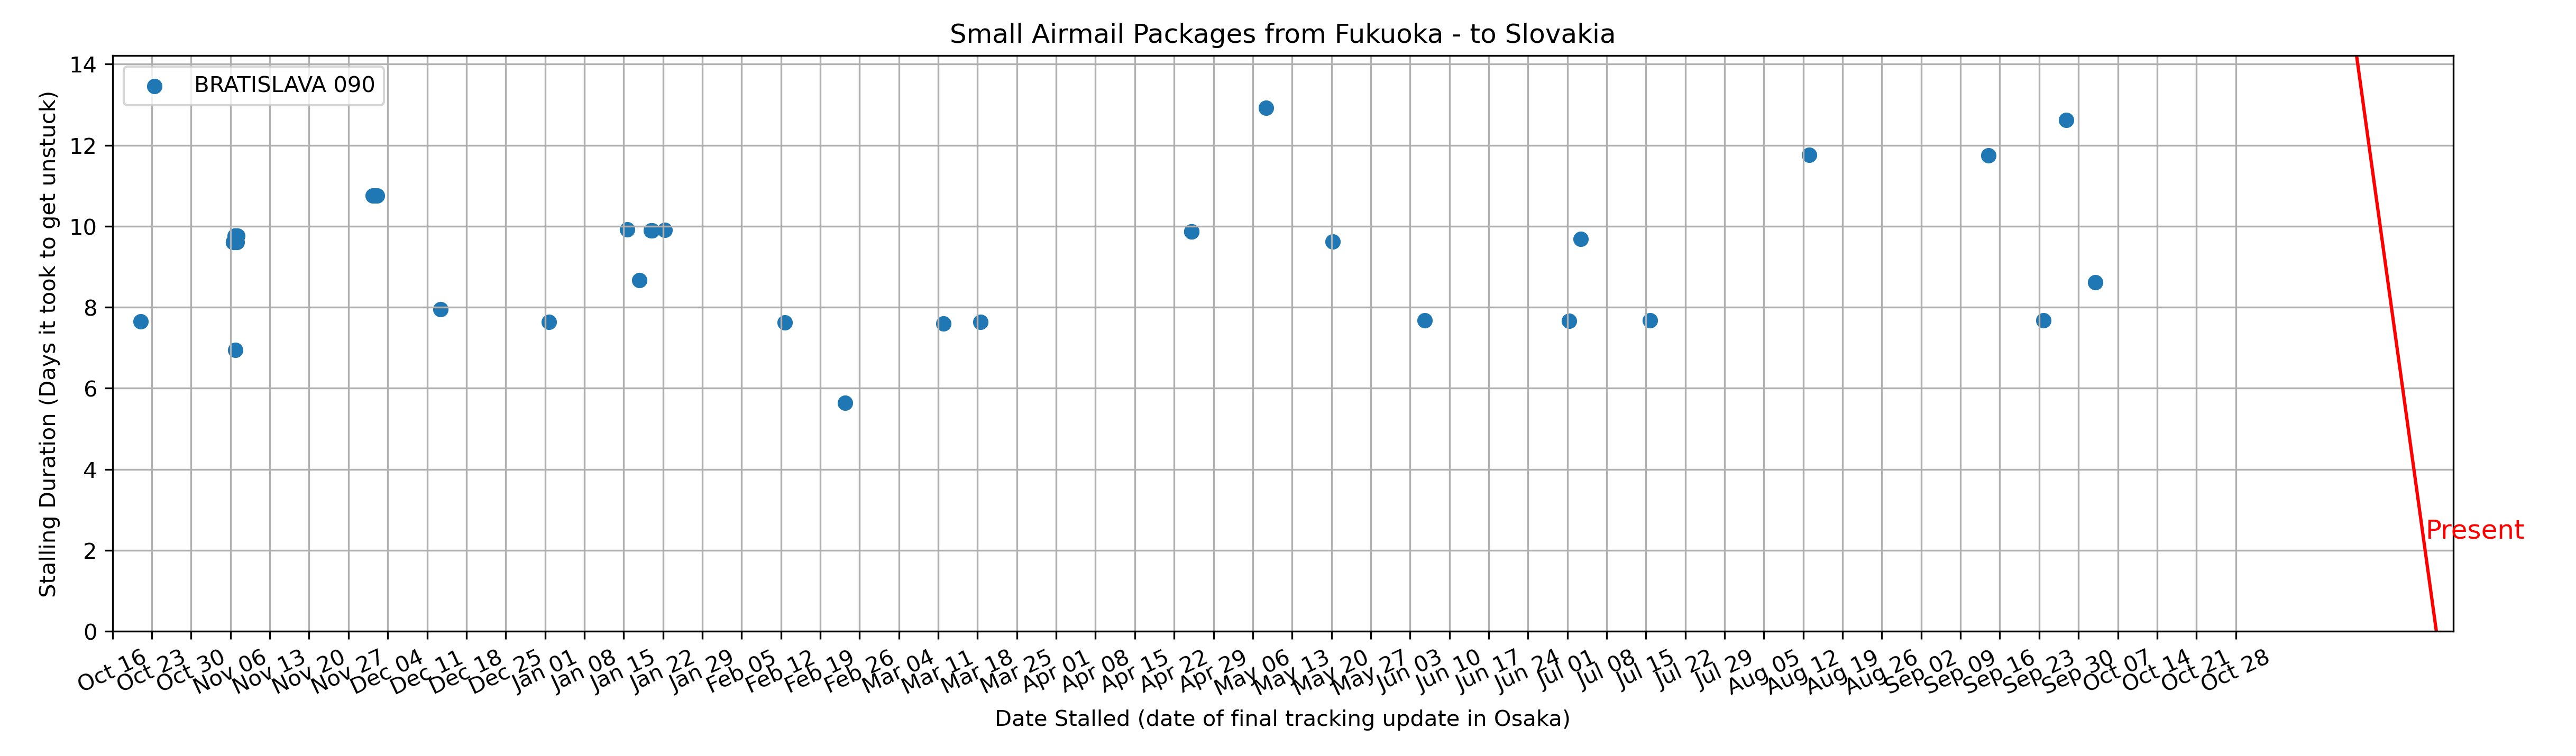 Small Airmail Packages from Fukuoka - to Slovakia
BRATISLAVA 090
Stalling Duration (Days it took to get unstuck)
14
12
10
8
6
4
2
0
Present
Oct 16
Oct 23
Oct 30
Nov 06
Nov 13
Nov 20
Nov 27
Dec 04
Dec 11
Dec 18
Dec 25
Jan 01
Jan 08
Jan 15
Jan 22
Jan 29
Feb 05
Feb 12
Feb 19
Feb 26
Mar 04
Mar 11
Mar 18
Mar 25
Apr 01
Apr 08
Apr 15
Apr 22
Apr 29
May 06
May 13
May 20
May 27
Jun 03
Jun 10
Jun 17
Jun 24
Jul 01
Jul 08
Jul 15
Jul 22
Jul 29
Aug 05
Aug 12
Aug 19
Aug 26
Sep 02
Sep 09
Sep 16
Sep 23
Sep 30
Oct 07
Oct 14
Oct 21
Oct 28
Date Stalled (date of final tracking update in Osaka)